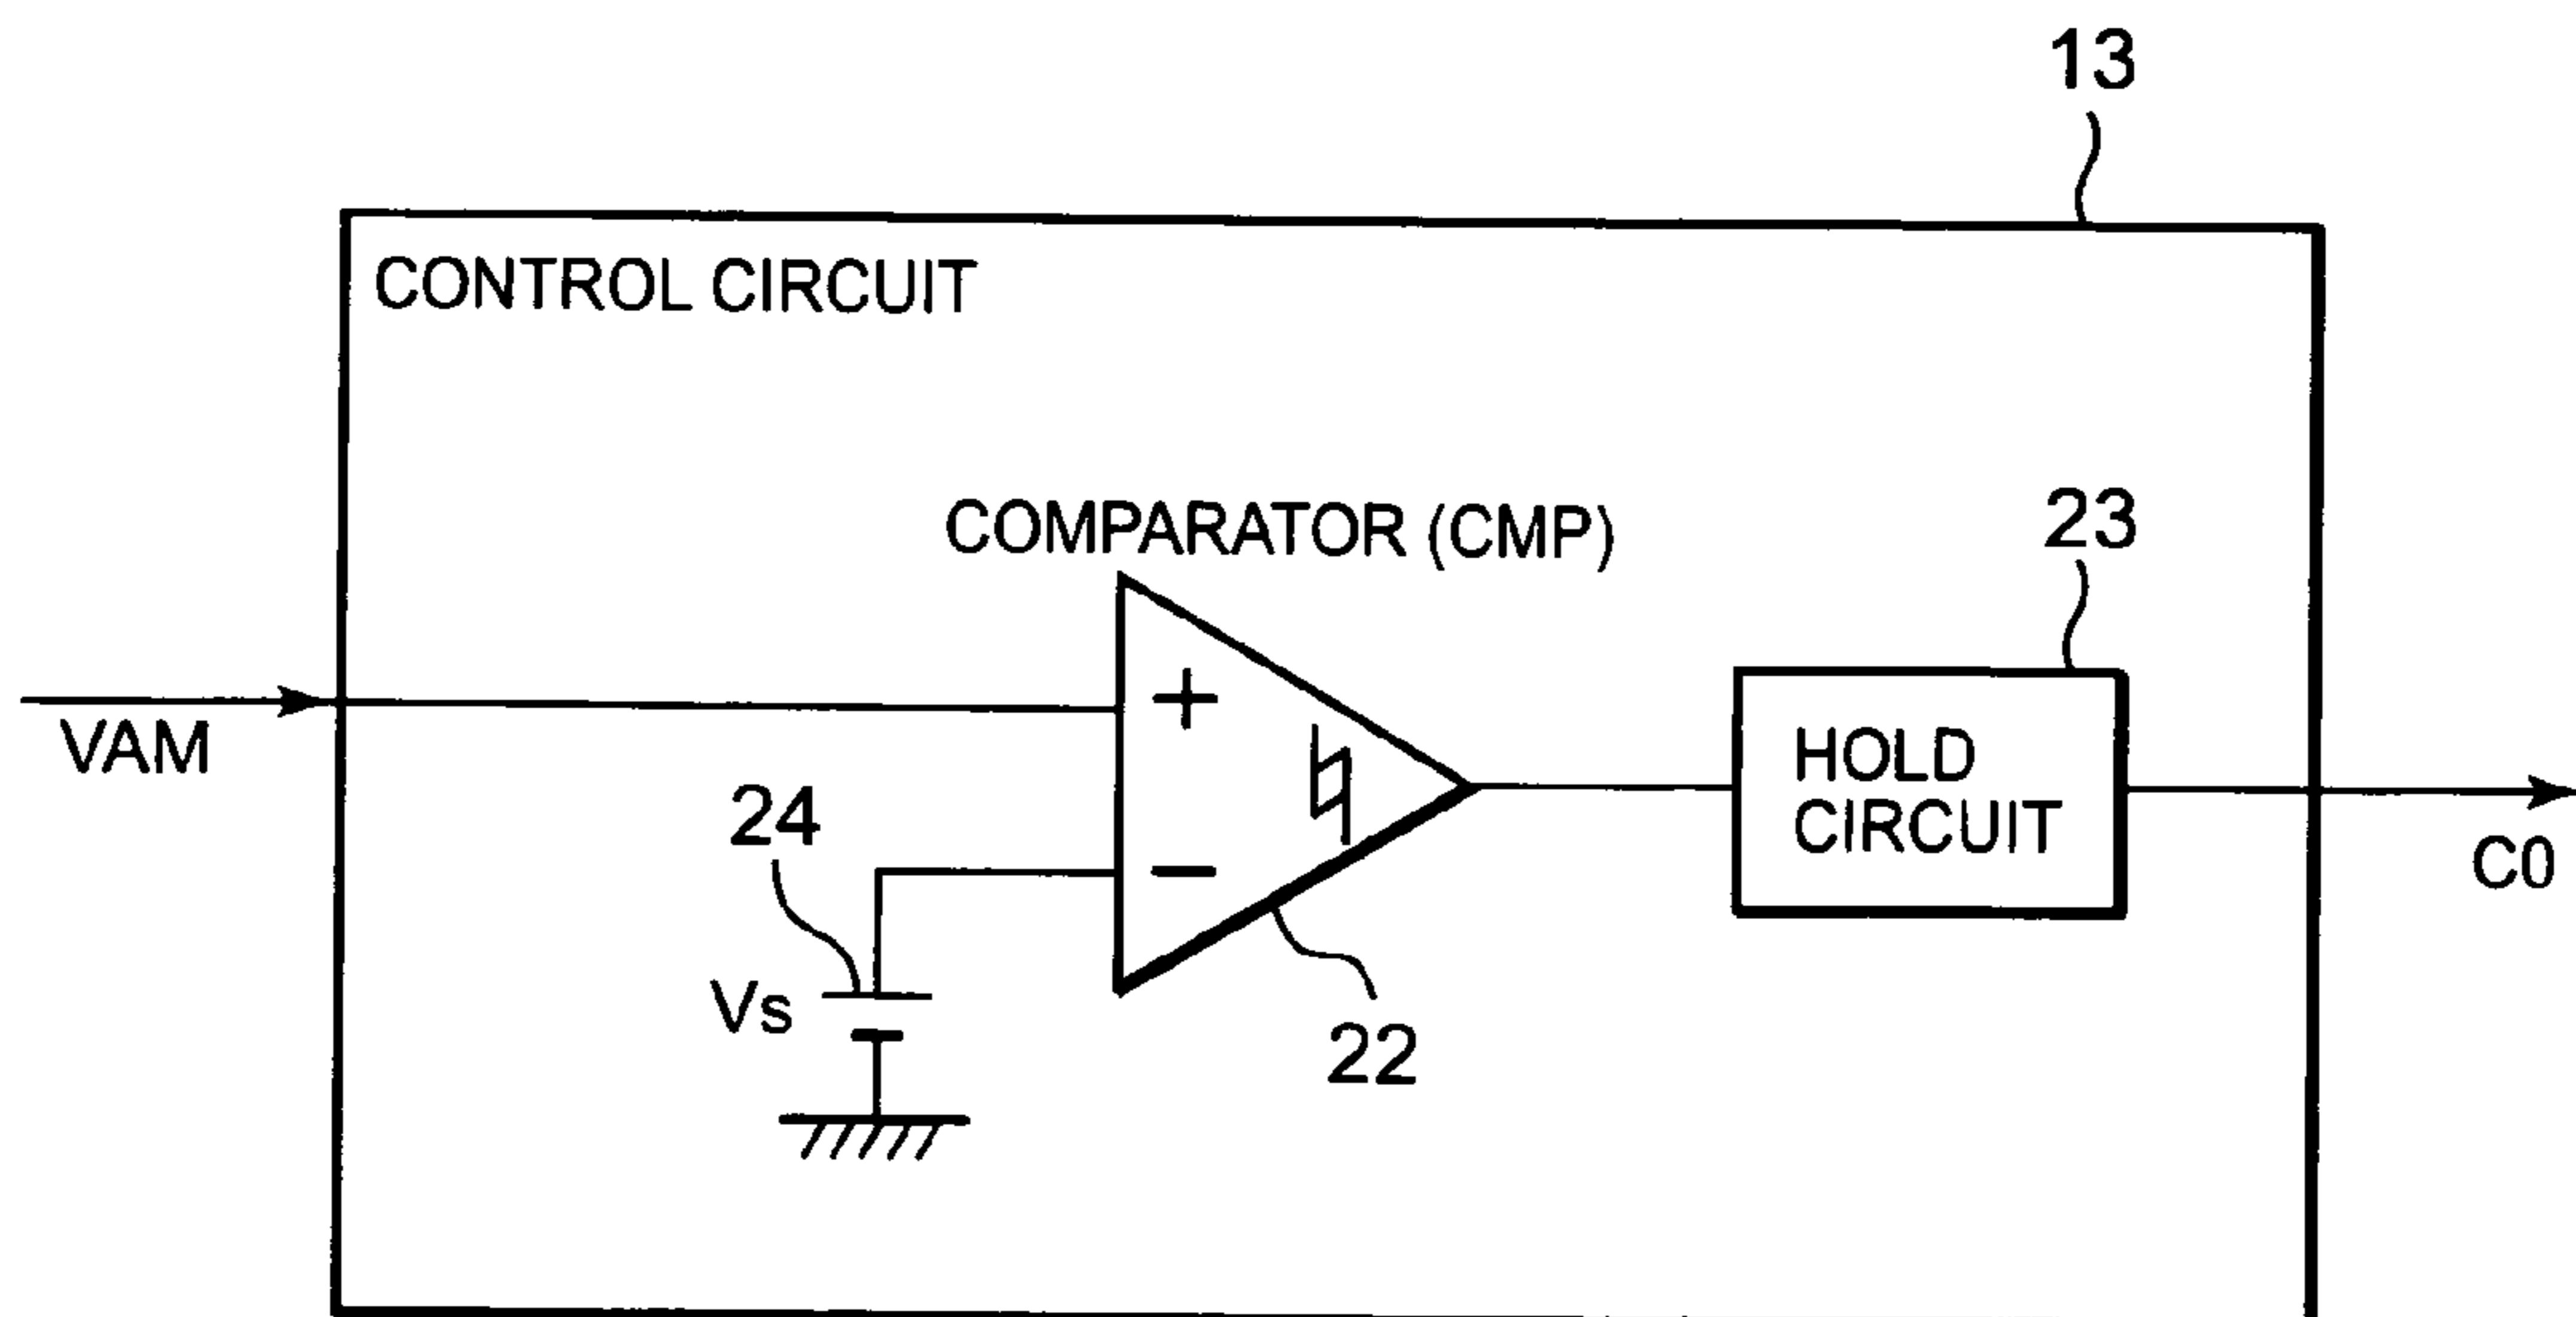 13
CONTROL CIRCUIT
COMPARATOR (CMP)
23
+
VAM
HOLD
CIRCUIT
24
−
C0
Vs
22